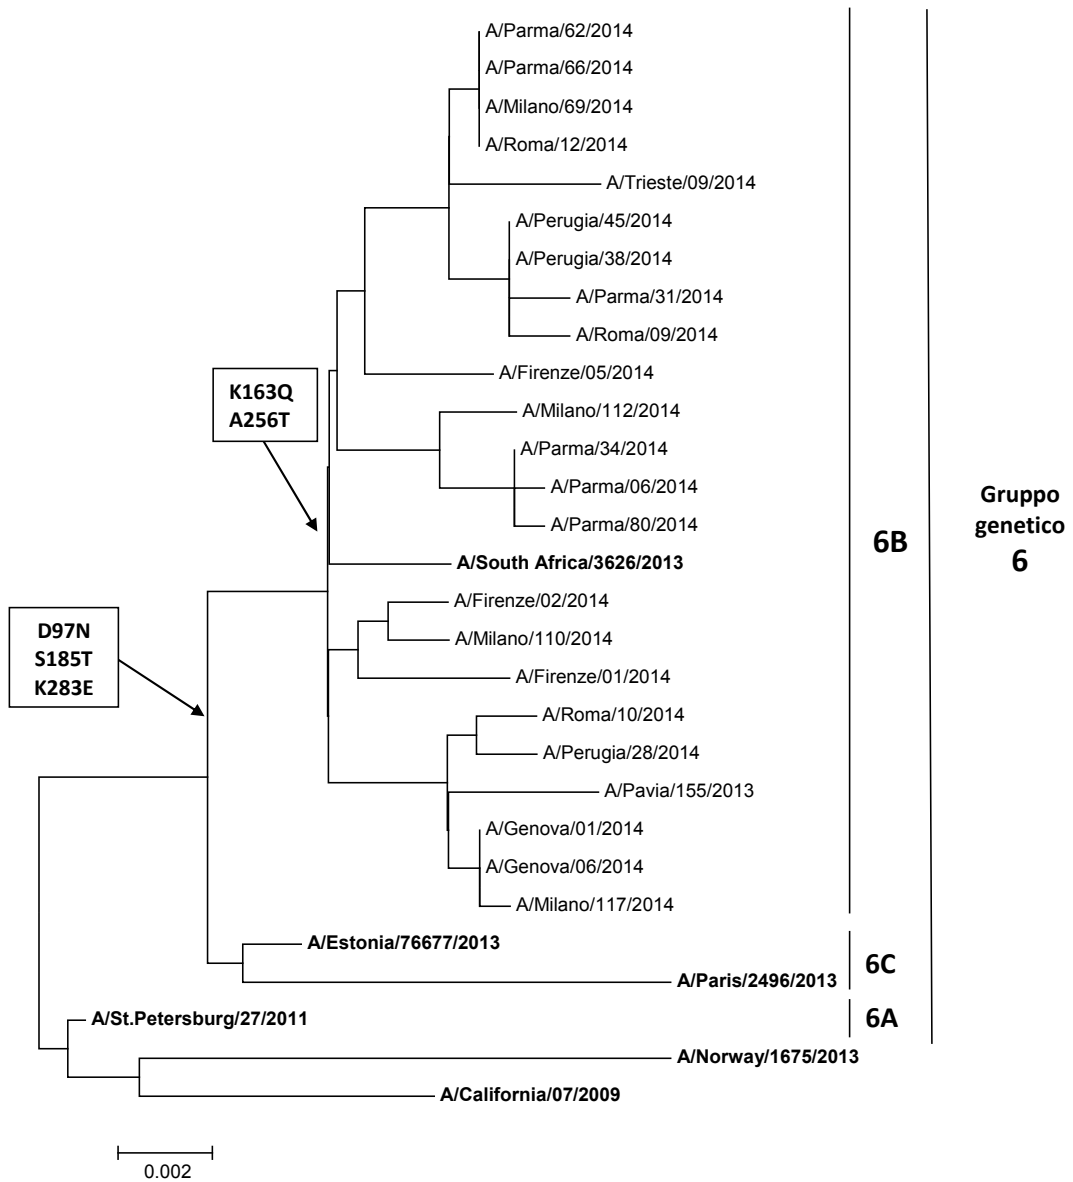 A/Parma/62/2014
A/Parma/66/2014
A/Milano/69/2014
A/Roma/12/2014
A/Trieste/09/2014
A/Perugia/45/2014
A/Perugia/38/2014
A/Parma/31/2014
A/Roma/09/2014
A/Firenze/05/2014
K163Q
A256T
A/Milano/112/2014
A/Parma/34/2014
A/Parma/06/2014
A/Parma/80/2014
6B
Gruppo
genetico
6
A/South Africa/3626/2013
A/Firenze/02/2014
D97N
S185T
K283E
A/Milano/110/2014
A/Firenze/01/2014
A/Roma/10/2014
A/Perugia/28/2014
A/Pavia/155/2013
A/Genova/01/2014
A/Genova/06/2014
A/Milano/117/2014
A/Estonia/76677/2013
6C
A/Paris/2496/2013
A/St.Petersburg/27/2011
6A
A/Norway/1675/2013
A/California/07/2009
0.002